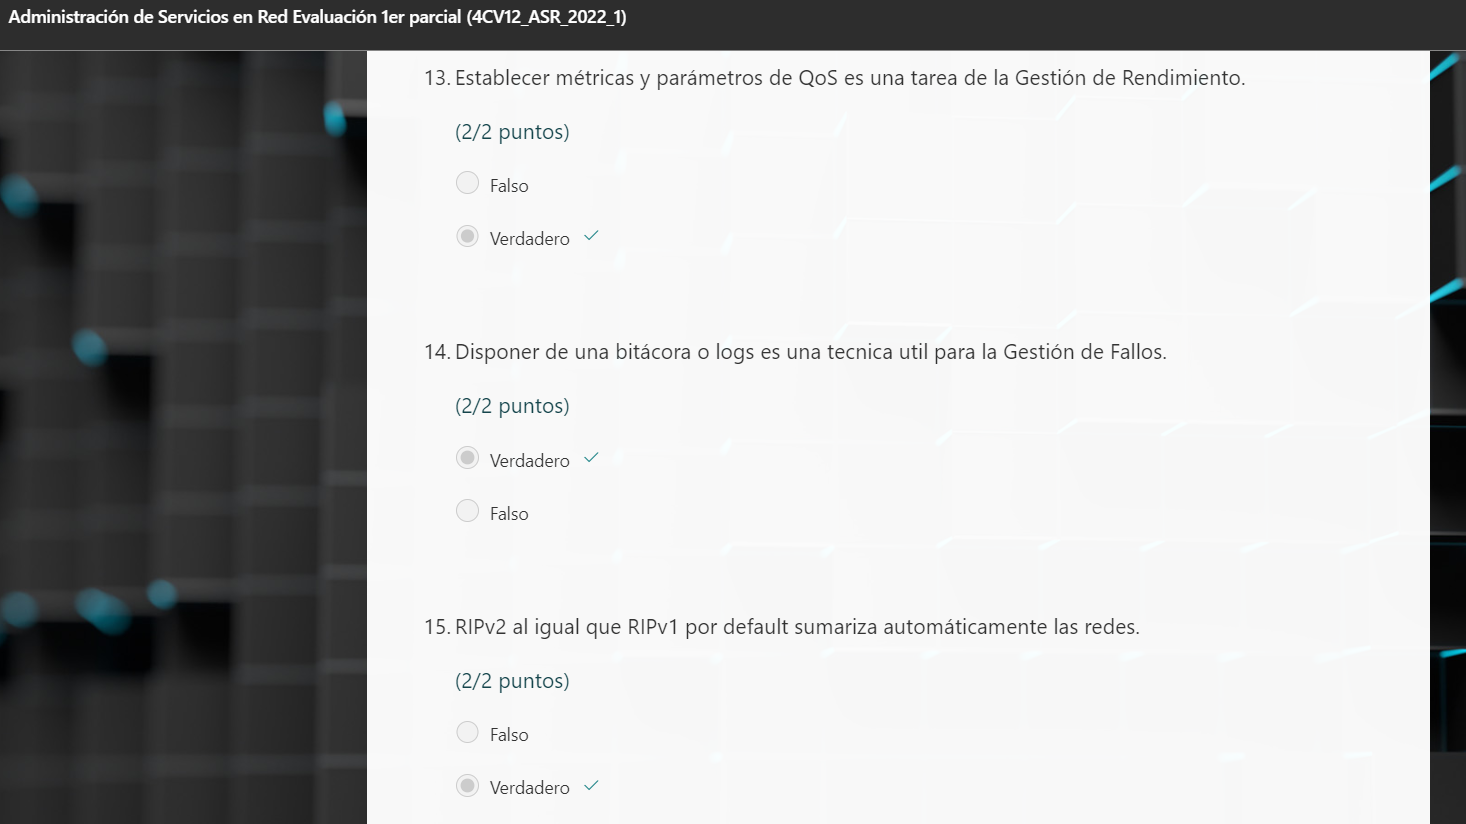 Administración de Servicios en Red Evaluación 1er parcial (4CV12_ASR_2022_1)
13. Establecer métricas y parámetros de QoS es una tarea de la Gestión de Rendimiento.
(2/2 puntos)
Falso
Verdadero
14. Disponer de una bitácora o logs es una tecnica util para la Gestión de Fallos.
(2/2 puntos)
Verdadero
Falso
15. RIPv2 al igual que RIPv1 por default sumariza automáticamente las redes.
(2/2 puntos)
Falso
Verdadero